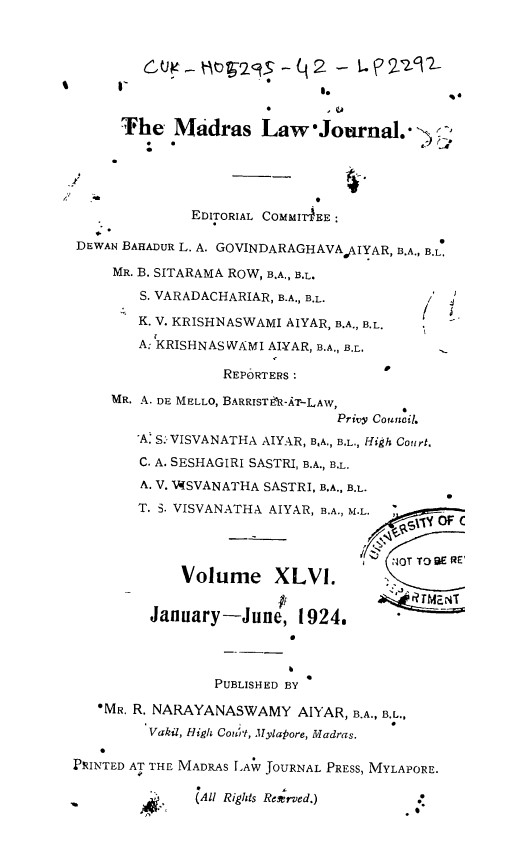 CUK-H05295-42-LP2292
The Madras Law Journal.
EDITORIAL COMMITTEE :
DEWAN BAHADUR L. A. GOVINDARAGHAVA AIYAR, B.A., B.L.
MR. B. SITARAMA ROW, B.A., B.L.
S. VARADACHARIAR, B.A., B.L.
K. V. KRISHNASWAMI AIYAR, B.A., B.L.
A. KRISHNASWAMI AIYAR, B.A., B.L.
REPORTERS :
MR. A. DE MELLO, BARRISTER-AT-LAW,
Privy Council.
A. S. VISVANATHA AIYAR, B.A., B.L., High Court.
C. A. SESHAGIRI SASTRI, B.A., B.L.
A. V. VISVANATHA SASTRI, B.A., B.L.
T. S. VISVANATHA AIYAR, B.A., M.L.
UNIVERSITY OF
NOT TO BE
Volume XLVI.
January—June, 1924.
PUBLISHED BY
MR. R. NARAYANASWAMY AIYAR, B.A., B.L.,
Vakil, High Court, Mylapore, Madras.
PRINTED AT THE MADRAS LAW JOURNAL PRESS, MYLAPORE.
(All Rights Reserved.)